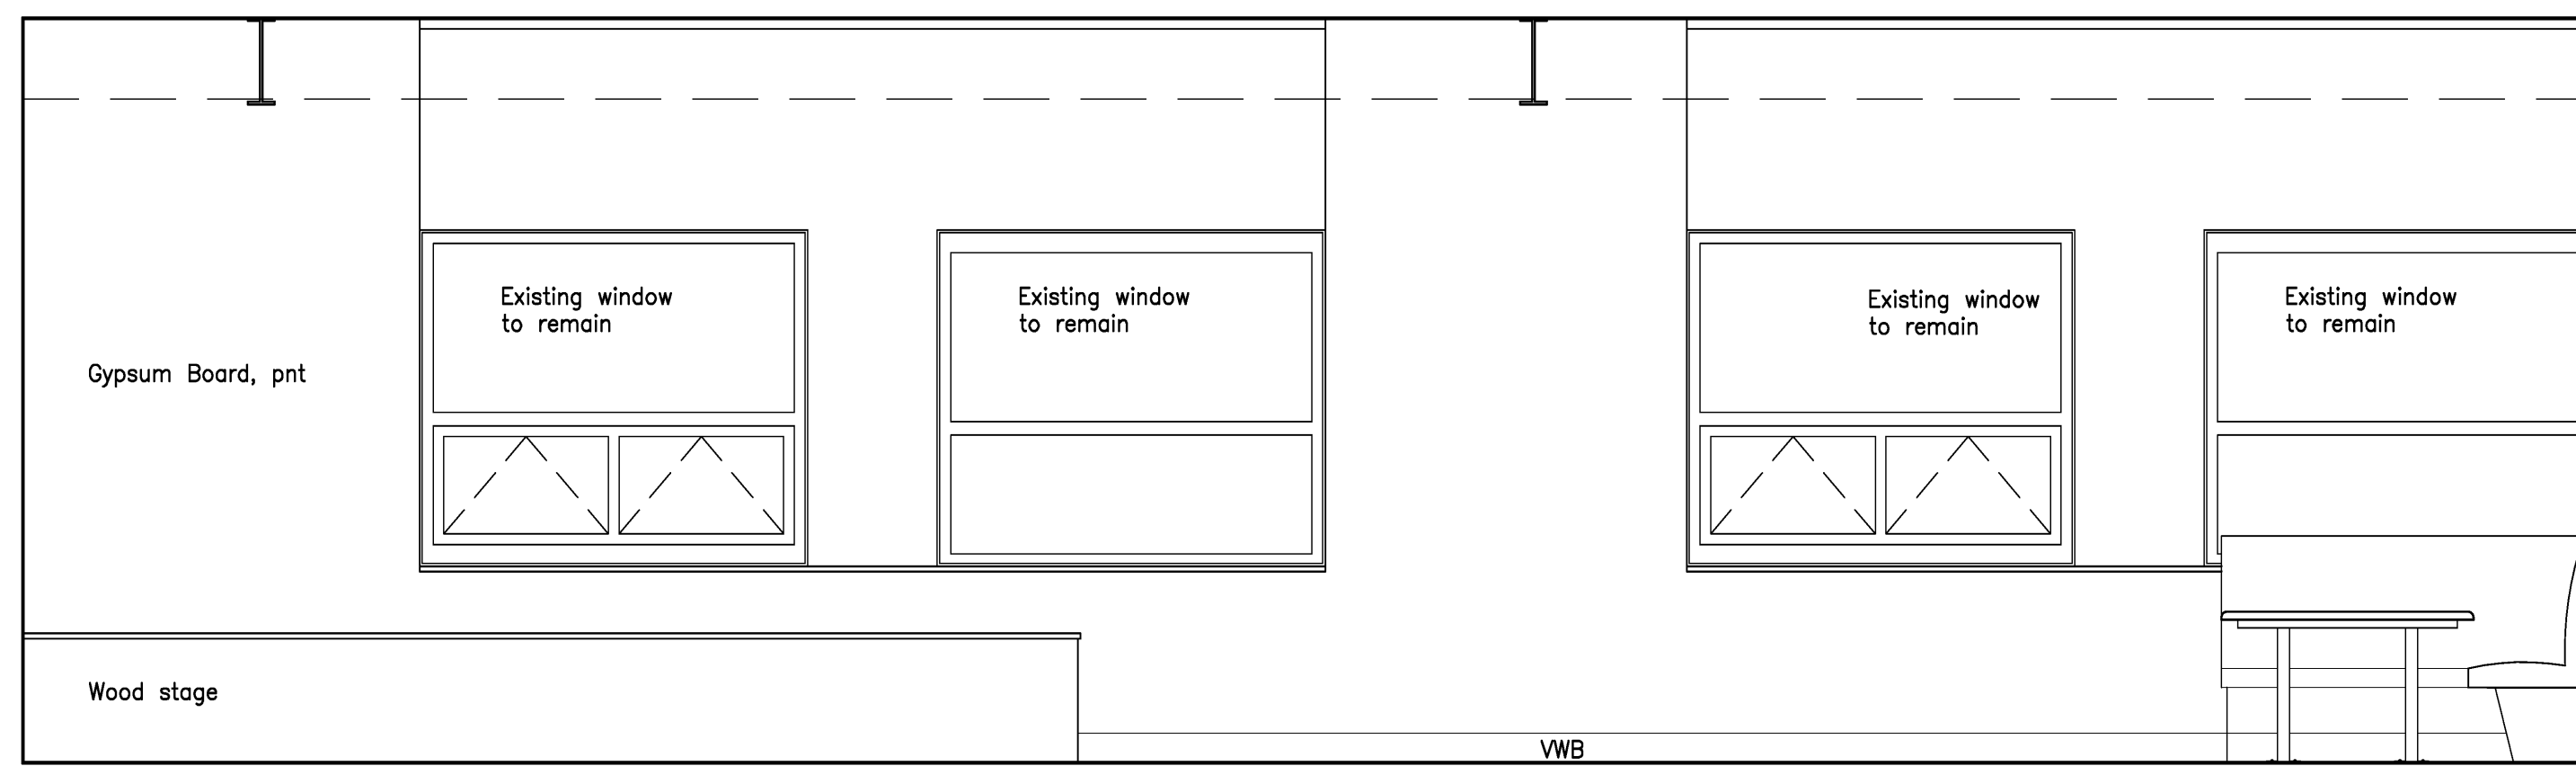 Existing window
to remain
Existing window
to remain
Existing window
to remain
Existing window
to remain
Gypsum Board, pnt
Wood stage
VWB